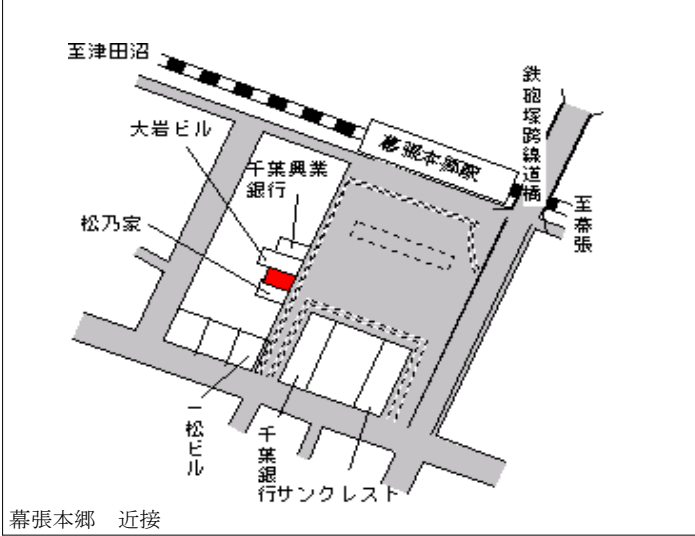 至津田沼
鉄砲塚跨線道橋
大岩ビル
幕張本郷駅
千葉興業
銀行
至幕張
松乃家
一松ビル
千葉銀行
サンクレスト
幕張本郷　近接